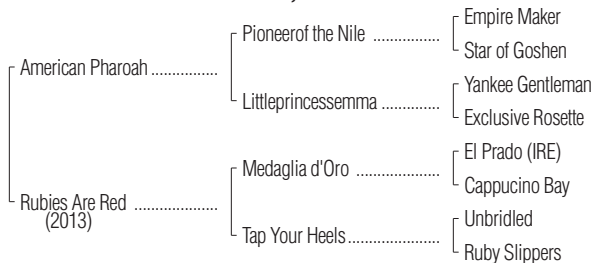 Empire Maker
Pioneerof the Nile ................
Star of Goshen
American Pharoah ...............
Yankee Gentleman
Littleprincessemma .............
Exclusive Rosette
El Prado (IRE)
Medaglia d'Oro ...................
Cappucino Bay
Rubies Are Red ...................
(2013)
Unbridled
Tap Your Heels.....................
Ruby Slippers